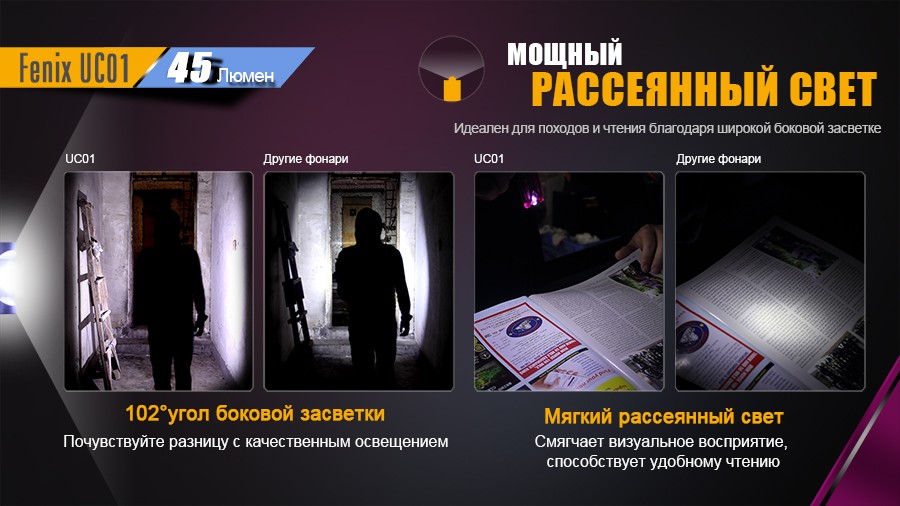 Fenix UC01
45 Люмен
МОЩНЫЙ
РАССЕЯННЫЙ СВЕТ
Идеален для походов и чтения благодаря широкой боковой засветке
UC01
Другие фонари
UC01
Другие фонари
102°угол боковой засветки
Почувствуйте разницу с качественным освещением
Мягкий рассеянный свет
Смягчает визуальное восприятие,
способствует удобному чтению